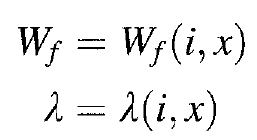 W_f = W_f(i, x)
λ = λ(i, x)